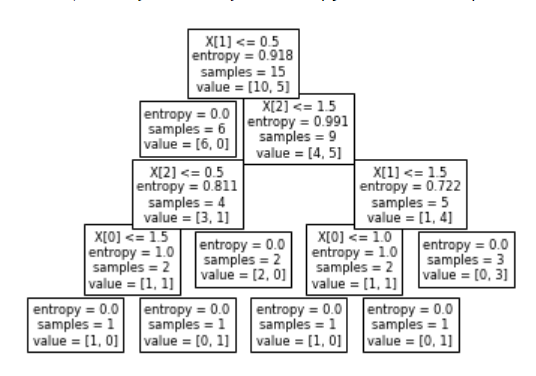 X[1] <= 0.5
entropy = 0.918
samples = 15
value = [10, 5]
entropy = 0.0
samples = 6
value = [6, 0]
X[2] <= 1.5
entropy = 0.991
samples = 9
value = [4, 5]
X[2] <= 0.5
entropy = 0.811
samples = 4
value = [3, 1]
X[1] <= 1.5
entropy = 0.722
samples = 5
value = [1, 4]
X[0] <= 1.5
entropy = 1.0
samples = 2
value = [1, 1]
entropy = 0.0
samples = 2
value = [2, 0]
X[0] <= 1.0
entropy = 1.0
samples = 2
value = [1, 1]
entropy = 0.0
samples = 3
value = [0, 3]
entropy = 0.0
samples = 1
value = [1, 0]
entropy = 0.0
samples = 1
value = [0, 1]
entropy = 0.0
samples = 1
value = [1, 0]
entropy = 0.0
samples = 1
value = [0, 1]